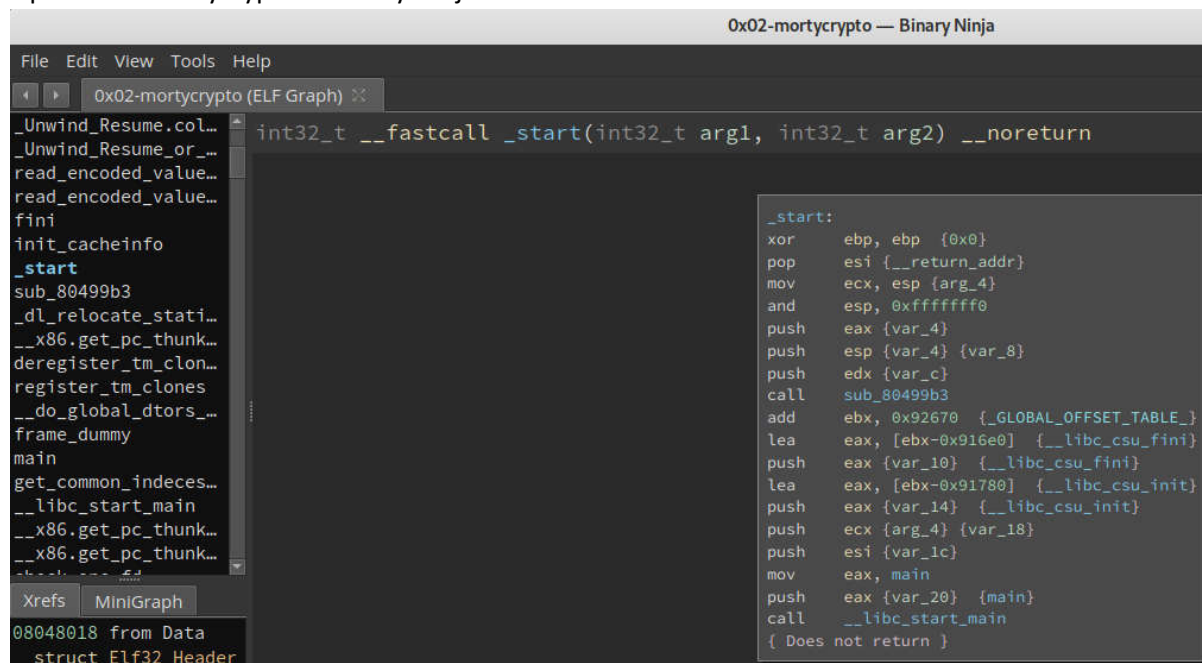 0x02-mortycrypto — Binary Ninja
File Edit View Tools Help
0x02-mortycrypto (ELF Graph)
_Unwind_Resume.col…
_Unwind_Resume_or_…
read_encoded_value…
read_encoded_value…
fini
init_cacheinfo
_start
sub_80499b3
_dl_relocate_stati…
__x86.get_pc_thunk…
deregister_tm_clon…
register_tm_clones
__do_global_dtors_…
frame_dummy
main
get_common_indeces…
__libc_start_main
__x86.get_pc_thunk…
__x86.get_pc_thunk…
Xrefs MiniGraph
08048018 from Data
struct Elf32_Header
int32_t __fastcall _start(int32_t arg1, int32_t arg2) __noreturn
_start:
xor ebp, ebp {0x0}
pop esi {__return_addr}
mov ecx, esp {arg_4}
and esp, 0xfffffff0
push eax {var_4}
push esp {var_4} {var_8}
push edx {var_c}
call sub_80499b3
add ebx, 0x92670 {_GLOBAL_OFFSET_TABLE_}
lea eax, [ebx-0x916e0] {__libc_csu_fini}
push eax {var_10} {__libc_csu_fini}
lea eax, [ebx-0x91780] {__libc_csu_init}
push eax {var_14} {__libc_csu_init}
push ecx {arg_4} {var_18}
push esi {var_1c}
mov eax, main
push eax {var_20} {main}
call __libc_start_main
{ Does not return }